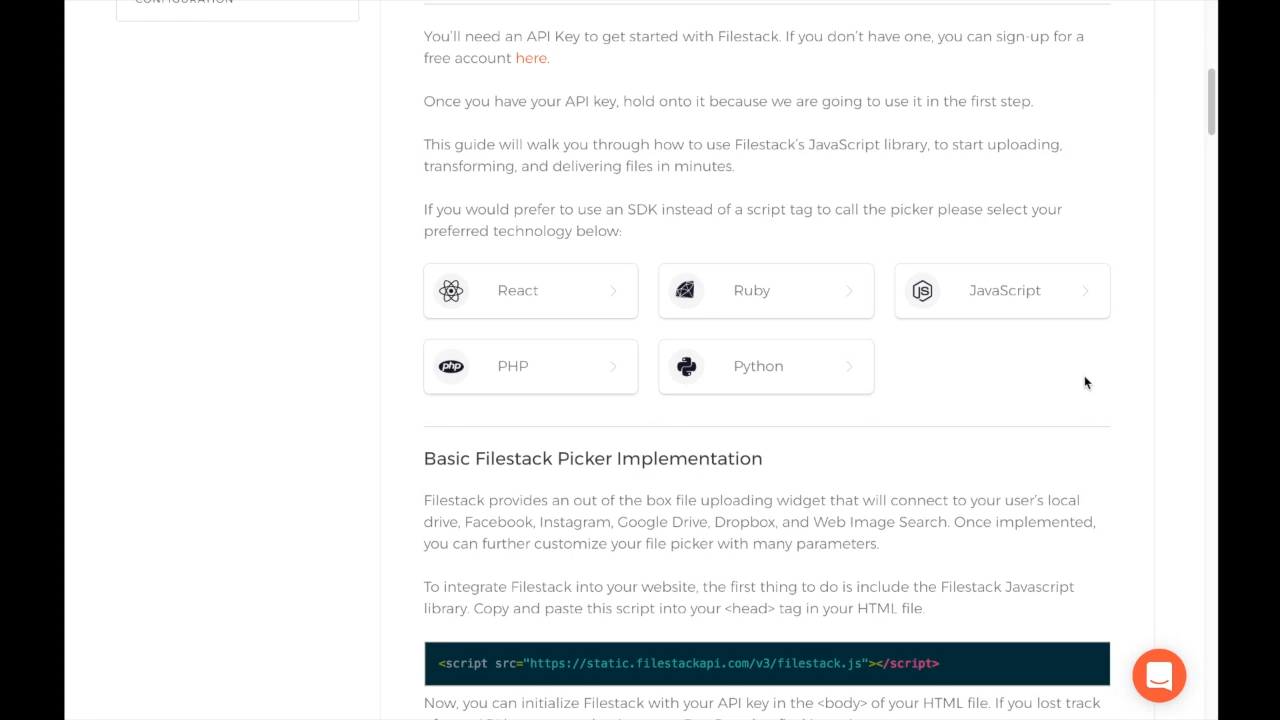 CONFIGURATION
You'll need an API Key to get started with Filestack. If you don't have one, you can sign-up for a
free account here.
Once you have your API key, hold onto it because we are going to use it in the first step.
This guide will walk you through how to use Filestack's JavaScript library, to start uploading,
transforming, and delivering files in minutes.
If you would prefer to use an SDK instead of a script tag to call the picker please select your
preferred technology below:
React
Ruby
JS
JavaScript
php
PHP
Python
Basic Filestack Picker Implementation
Filestack provides an out of the box file uploading widget that will connect to your user's local
drive, Facebook, Instagram, Google Drive, Dropbox, and Web Image Search. Once implemented,
you can further customize your file picker with many parameters.
To integrate Filestack into your website, the first thing to do is include the Filestack Javascript
library. Copy and paste this script into your <head> tag in your HTML file.
<script src="https://static.filestackapi.com/v3/filestack.js"></script>
Now, you can initialize Filestack with your API key in the <body> of your HTML file. If you lost track